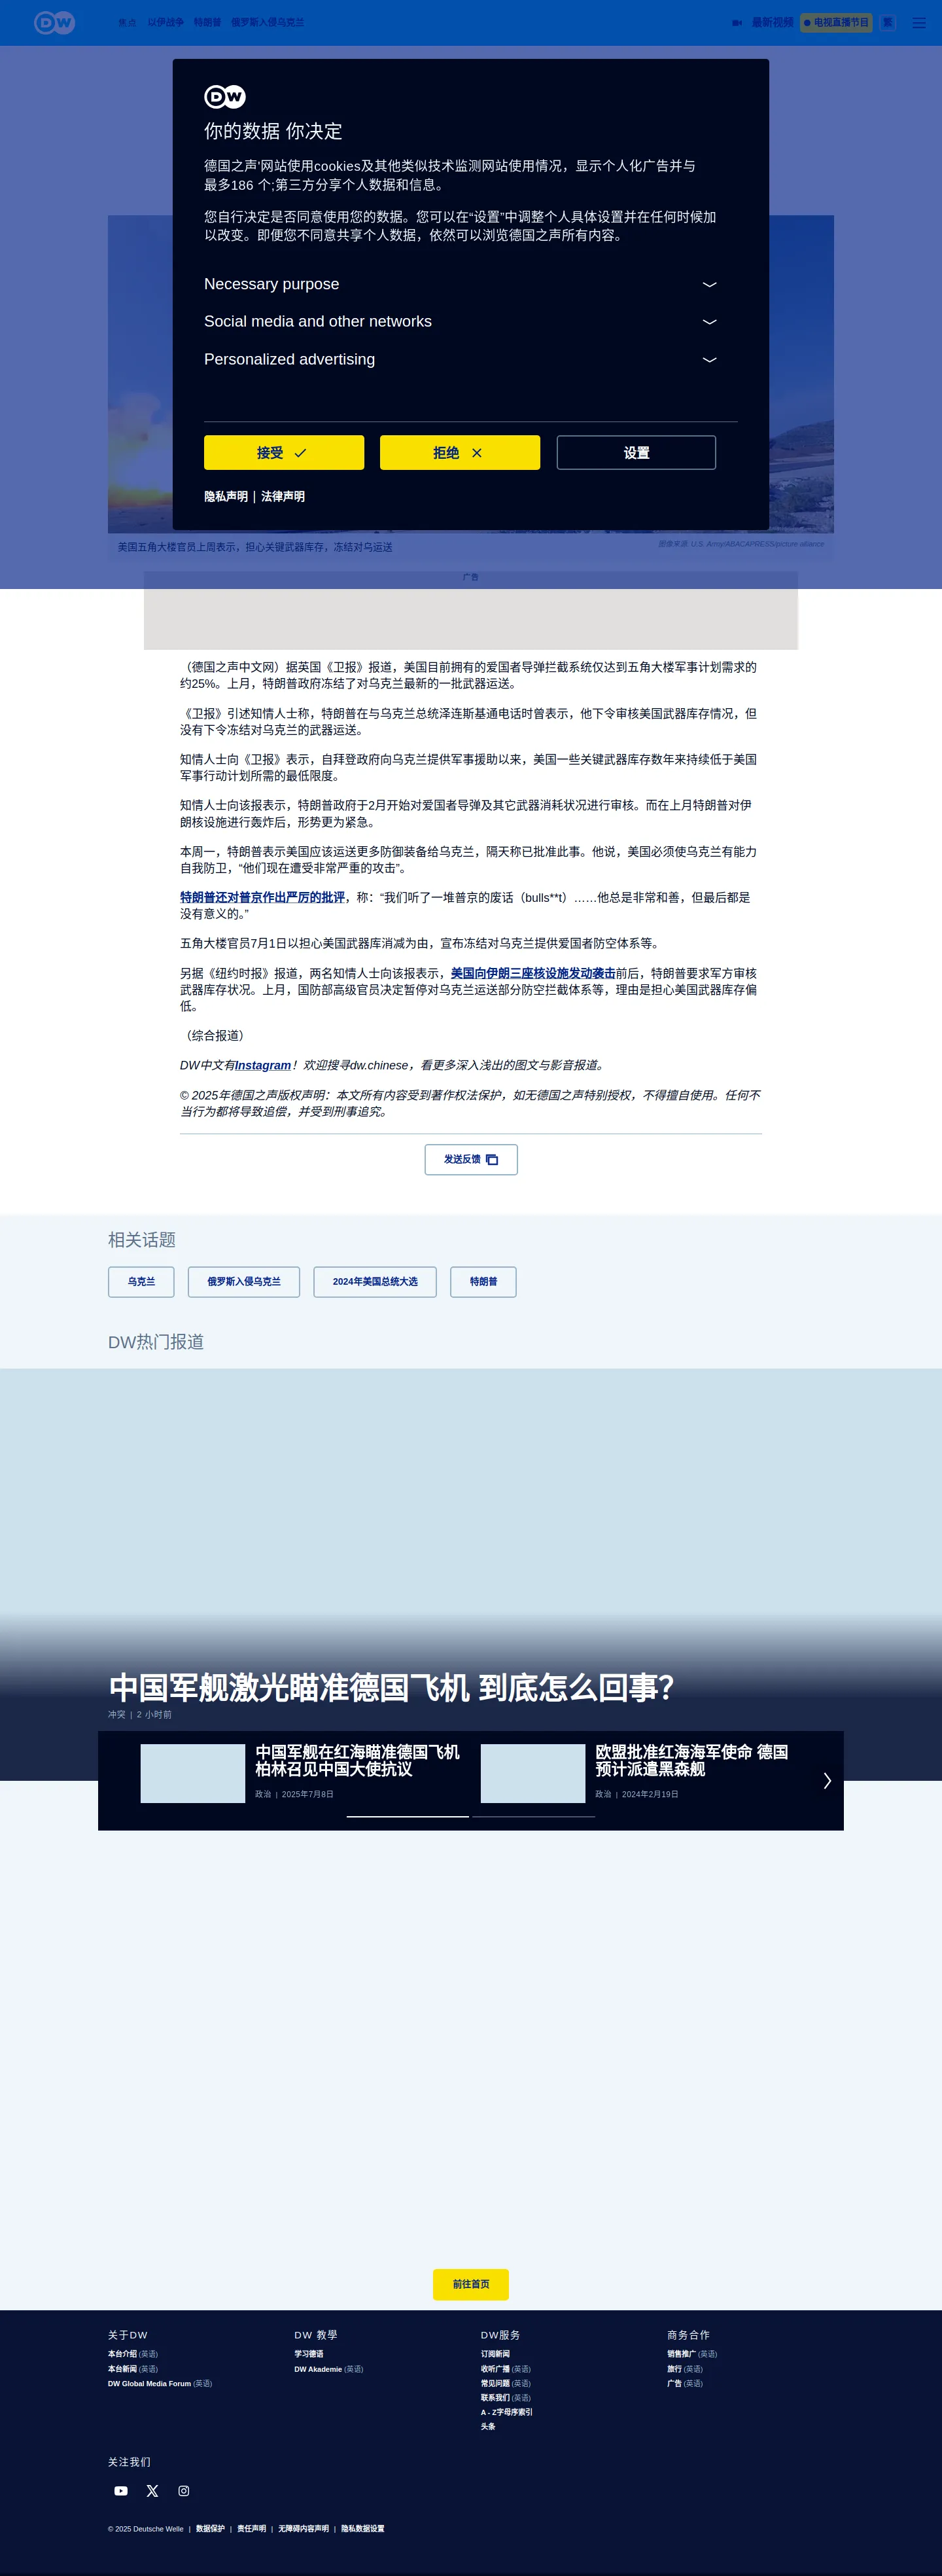 DW
焦点 以伊战争 特朗普 俄罗斯入侵乌克兰
最新视频 电视直播节目 繁
DW
你的数据 你决定
德国之声'网站使用cookies及其他类似技术监测网站使用情况，显示个人化广告并与
最多186 个;第三方分享个人数据和信息。
您自行决定是否同意使用您的数据。您可以在“设置”中调整个人具体设置并在任何时候加
以改变。即便您不同意共享个人数据，依然可以浏览德国之声所有内容。
Necessary purpose
Social media and other networks
Personalized advertising
接受 拒绝 设置
隐私声明 | 法律声明
美国五角大楼官员上周表示，担心关键武器库存，冻结对乌运送
图像来源: U.S. Army/ABACAPRESS/picture alliance
广告
（德国之声中文网）据英国《卫报》报道，美国目前拥有的爱国者导弹拦截系统仅达到五角大楼军事计划需求的
约25%。上月，特朗普政府冻结了对乌克兰最新的一批武器运送。
《卫报》引述知情人士称，特朗普在与乌克兰总统泽连斯基通电话时曾表示，他下令审核美国武器库存情况，但
没有下令冻结对乌克兰的武器运送。
知情人士向《卫报》表示，自拜登政府向乌克兰提供军事援助以来，美国一些关键武器库存数年来持续低于美国
军事行动计划所需的最低限度。
知情人士向该报表示，特朗普政府于2月开始对爱国者导弹及其它武器消耗状况进行审核。而在上月特朗普对伊
朗核设施进行轰炸后，形势更为紧急。
本周一，特朗普表示美国应该运送更多防御装备给乌克兰，隔天称已批准此事。他说，美国必须使乌克兰有能力
自我防卫，“他们现在遭受非常严重的攻击”。
特朗普还对普京作出严厉的批评，称：“我们听了一堆普京的废话（bulls**t）……他总是非常和善，但最后都是
没有意义的。”
五角大楼官员7月1日以担心美国武器库消减为由，宣布冻结对乌克兰提供爱国者防空体系等。
另据《纽约时报》报道，两名知情人士向该报表示，美国向伊朗三座核设施发动袭击前后，特朗普要求军方审核
武器库存状况。上月，国防部高级官员决定暂停对乌克兰运送部分防空拦截体系等，理由是担心美国武器库存偏
低。
（综合报道）
DW中文有Instagram！欢迎搜寻dw.chinese，看更多深入浅出的图文与影音报道。
© 2025年德国之声版权声明：本文所有内容受到著作权法保护，如无德国之声特别授权，不得擅自使用。任何不
当行为都将导致追偿，并受到刑事追究。
发送反馈
相关话题
乌克兰 俄罗斯入侵乌克兰 2024年美国总统大选 特朗普
DW热门报道
中国军舰激光瞄准德国飞机 到底怎么回事？
冲突 | 2 小时前
中国军舰在红海瞄准德国飞机
柏林召见中国大使抗议
政治 | 2025年7月8日
欧盟批准红海海军使命 德国
预计派遣黑森舰
政治 | 2024年2月19日
前往首页
关于DW
本台介绍 (英语)
本台新闻 (英语)
DW Global Media Forum (英语)
DW 教學
学习德语
DW Akademie (英语)
DW服务
订阅新闻
收听广播 (英语)
常见问题 (英语)
联系我们 (英语)
A - Z字母序索引
头条
商务合作
销售推广 (英语)
旅行 (英语)
广告 (英语)
关注我们
© 2025 Deutsche Welle | 数据保护 | 责任声明 | 无障碍内容声明 | 隐私数据设置